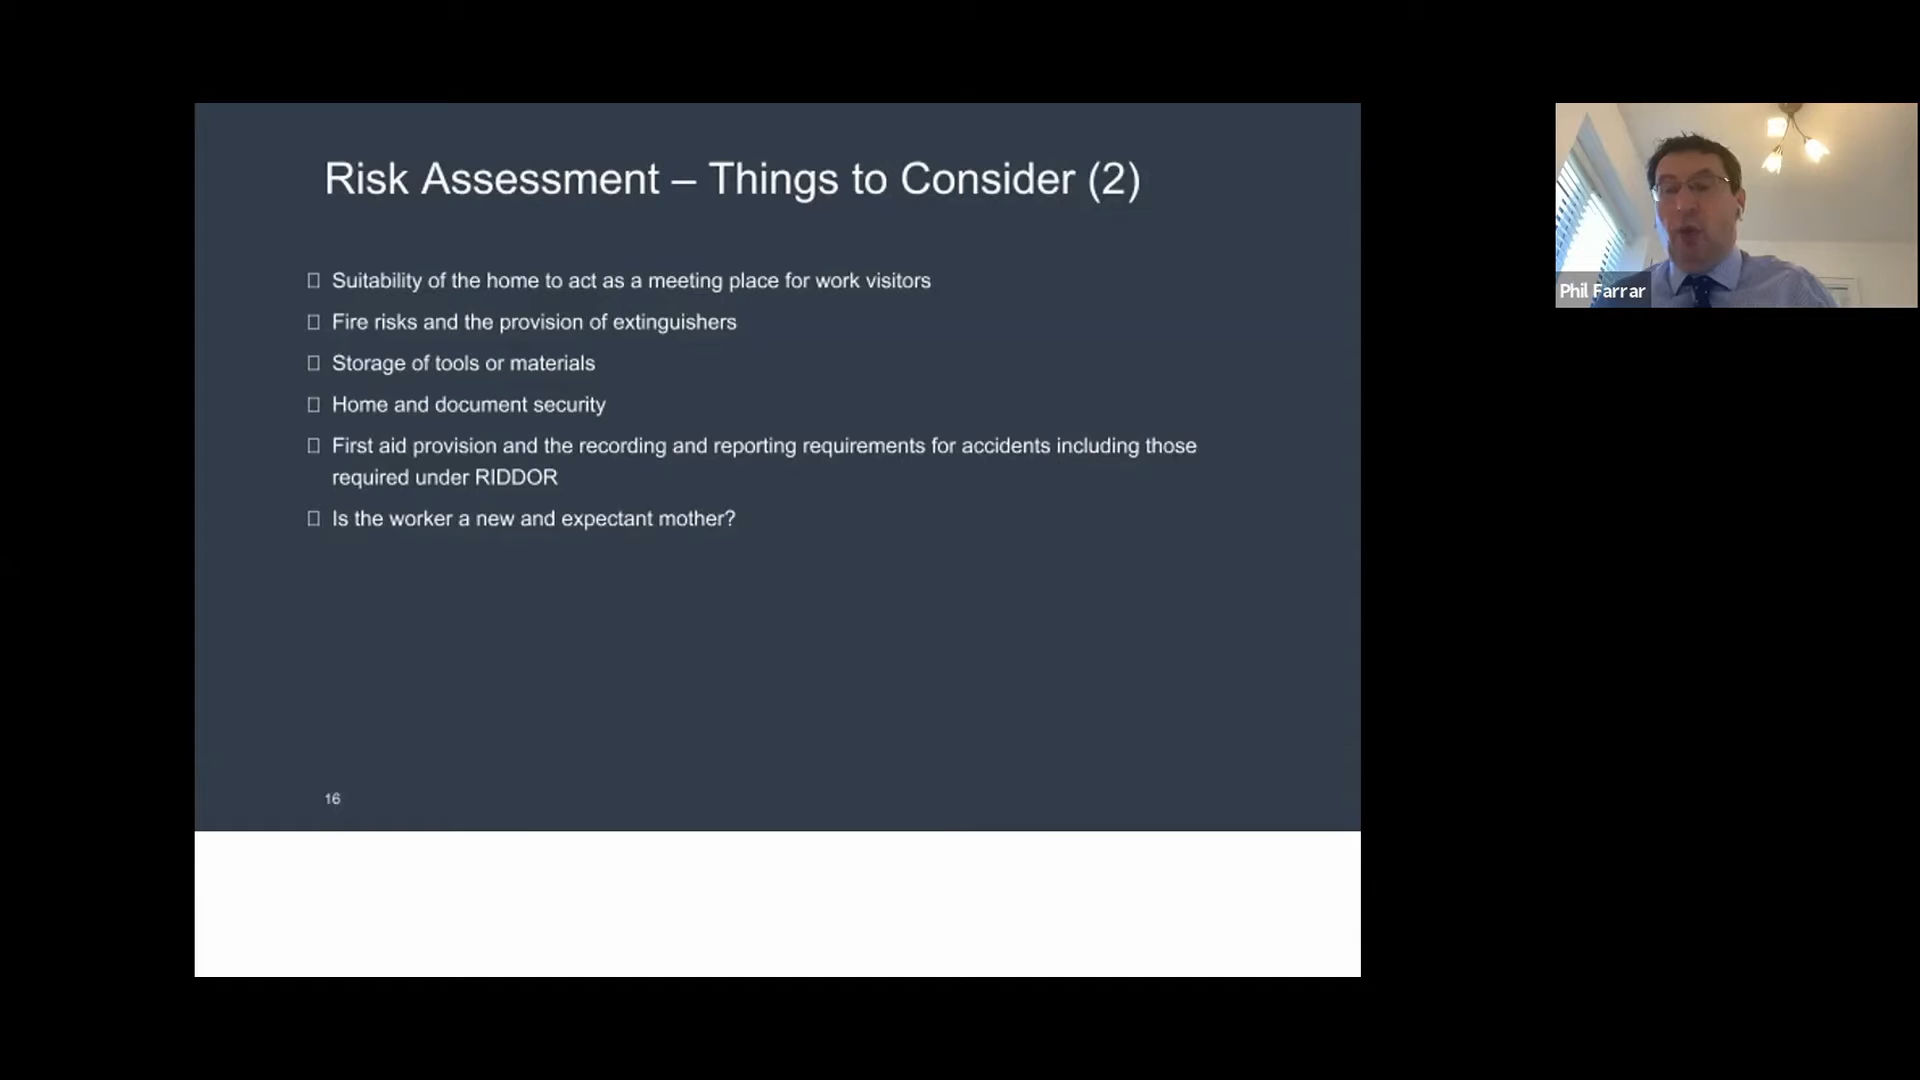 Risk Assessment – Things to Consider (2)
Suitability of the home to act as a meeting place for work visitors
Fire risks and the provision of extinguishers
Storage of tools or materials
Home and document security
First aid provision and the recording and reporting requirements for accidents including those
required under RIDDOR
Is the worker a new and expectant mother?
16
Phil Farrar